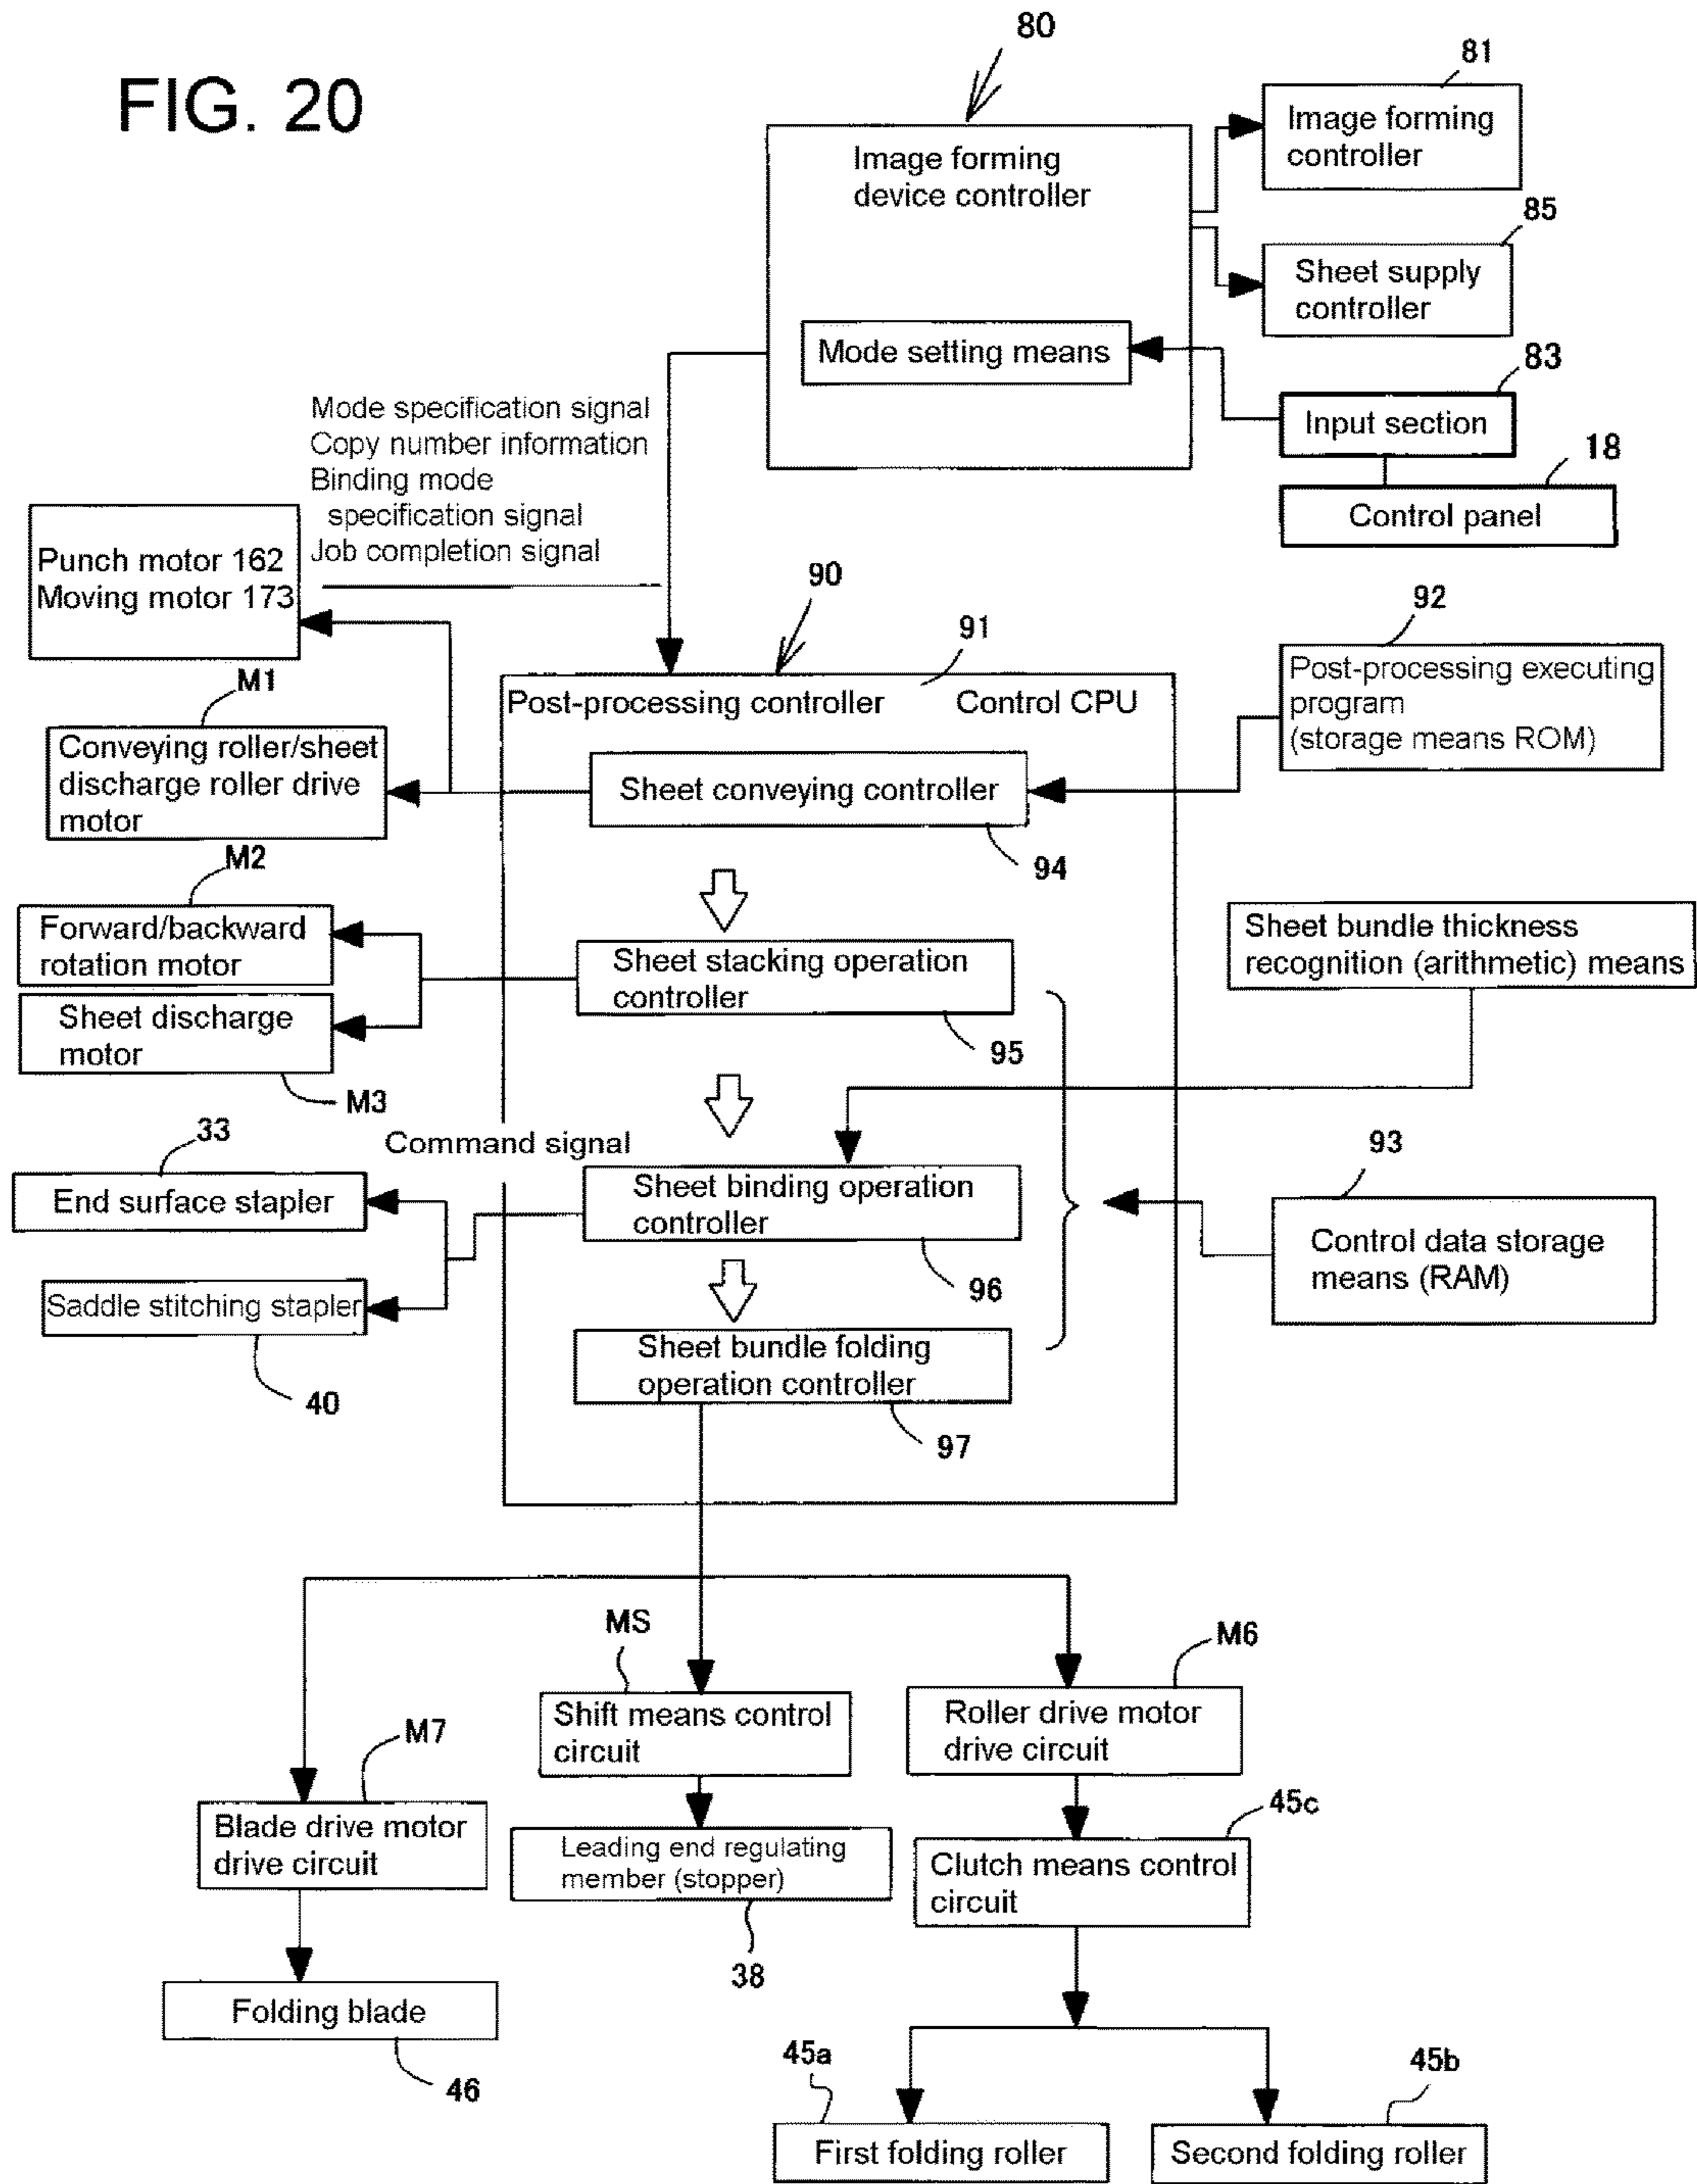 FIG. 20
80
81
Image forming
controller
Image forming
device controller
85
Sheet supply
controller
Mode setting means
83
Input section
18
Control panel
Mode specification signal
Copy number information
Binding mode
specification signal
Job completion signal
Punch motor 162
Moving motor 173
90
91
92
Post-processing executing
program
(storage means ROM)
Post-processing controller
Control CPU
M1
Conveying roller/sheet
discharge roller drive
motor
Sheet conveying controller
94
M2
Forward/backward
rotation motor
Sheet stacking operation
controller
95
Sheet bundle thickness
recognition (arithmetic) means
Sheet discharge
motor
M3
33
Command signal
93
End surface stapler
Sheet binding operation
controller
96
Control data storage
means (RAM)
Saddle stitching stapler
40
Sheet bundle folding
operation controller
97
MS
M6
Shift means control
circuit
Roller drive motor
drive circuit
M7
Blade drive motor
drive circuit
45c
Leading end regulating
member (stopper)
38
Clutch means control
circuit
Folding blade
46
45a
45b
First folding roller
Second folding roller